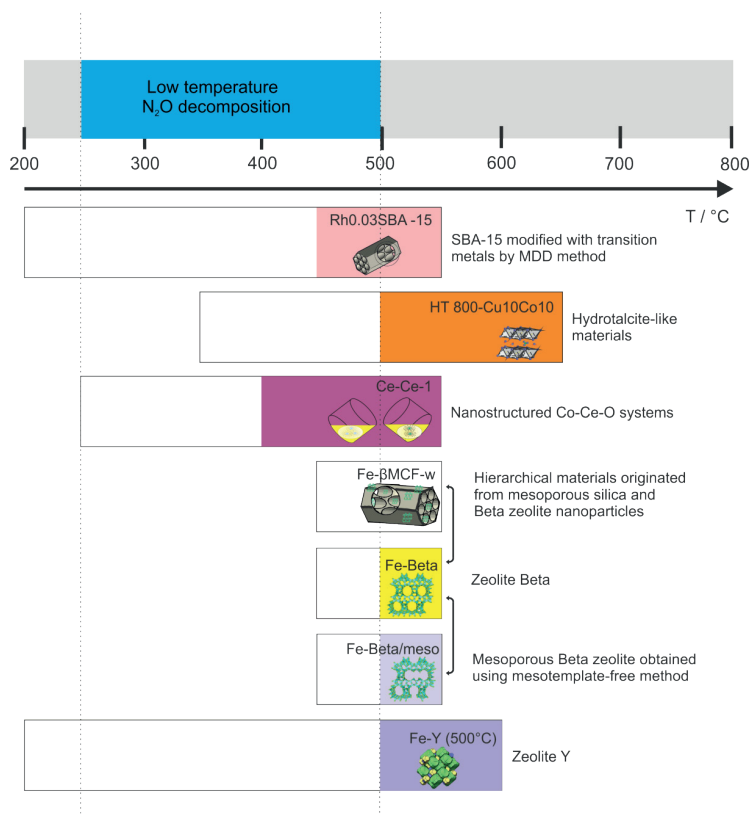 Low temperature
N₂O decomposition
200
300
400
500
600
700
800
T / °C
Rh0.03SBA -15
SBA-15 modified with transition
metals by MDD method
HT 800-Cu10Co10
Hydrotalcite-like
materials
Ce-Ce-1
Nanostructured Co-Ce-O systems
Fe-βMCF-w
Hierarchical materials originated
from mesoporous silica and
Beta zeolite nanoparticles
Fe-Beta
Zeolite Beta
Fe-Beta/meso
Mesoporous Beta zeolite obtained
using mesotemplate-free method
Fe-Y (500°C)
Zeolite Y